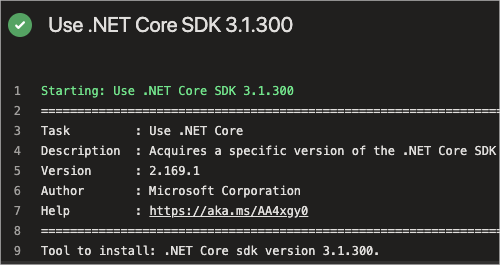 Use .NET Core SDK 3.1.300
1 Starting: Use .NET Core SDK 3.1.300
2 ==============================================================================
3 Task : Use .NET Core
4 Description : Acquires a specific version of the .NET Core SDK
5 Version : 2.169.1
6 Author : Microsoft Corporation
7 Help : https://aka.ms/AA4xgy0
8 ==============================================================================
9 Tool to install: .NET Core sdk version 3.1.300.